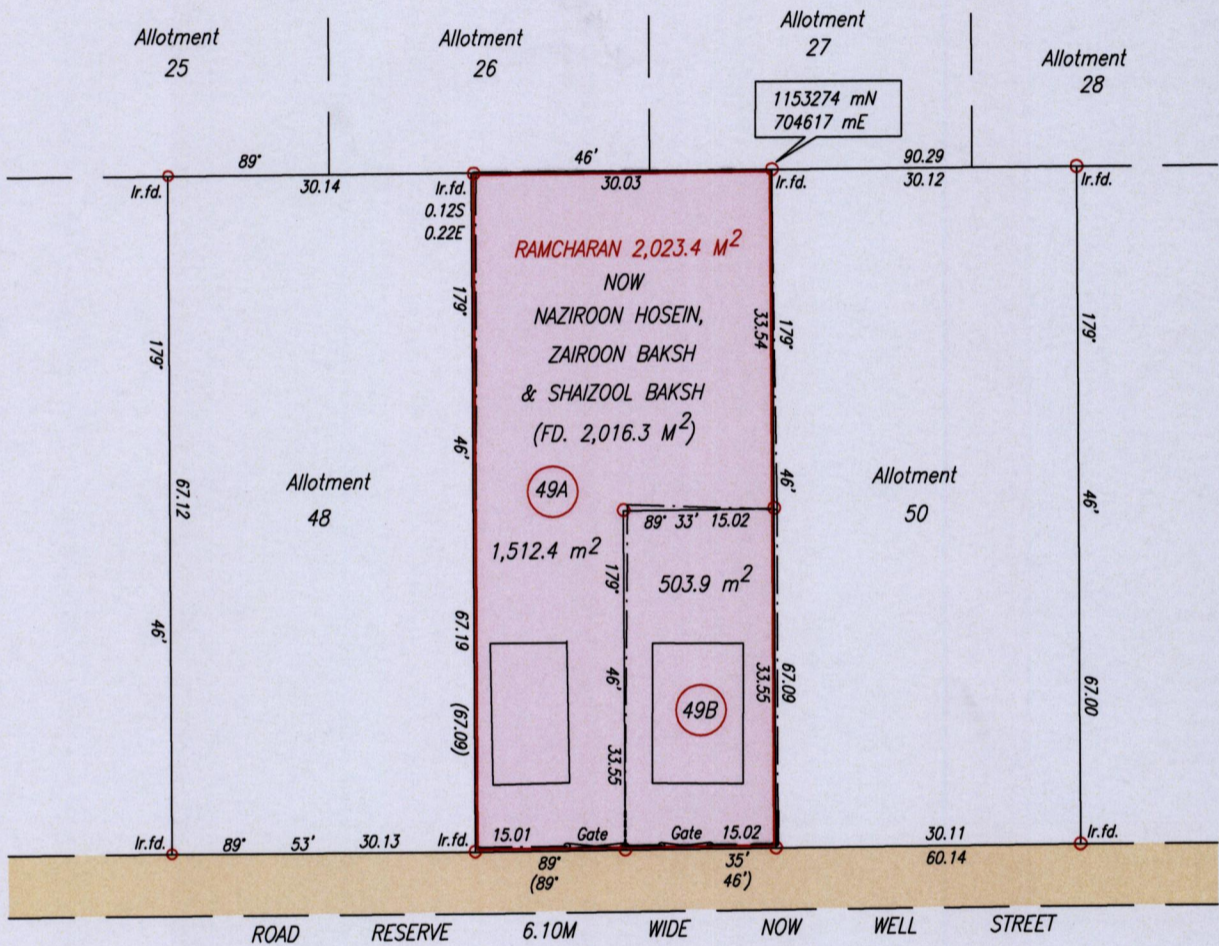 Allotment
25
Allotment
26
Allotment
27
Allotment
28
1153274 mN
704617 mE
89° 46' 90.29
Ir.fd. 30.14 Ir.fd. 30.03 Ir.fd. 30.12 Ir.fd.
0.12S
0.22E
RAMCHARAN 2,023.4 M²
NOW
NAZIROON HOSEIN,
ZAIROON BAKSH
& SHAIZOOL BAKSH
(FD. 2,016.3 M²)
179° 46' 67.12
Allotment
48
179° 46' 67.19 (67.09)
49A
1,512.4 m²
33.54
179° 46' 67.09
89° 33' 15.02
503.9 m²
179° 46' 33.55
49B
33.55
Allotment
50
179° 46' 67.00
Ir.fd. 89° 53' 30.13 Ir.fd. 15.01 Gate Gate 15.02 30.11 Ir.fd.
89° 35' 60.14
(89° 46')
ROAD RESERVE 6.10M WIDE NOW WELL STREET